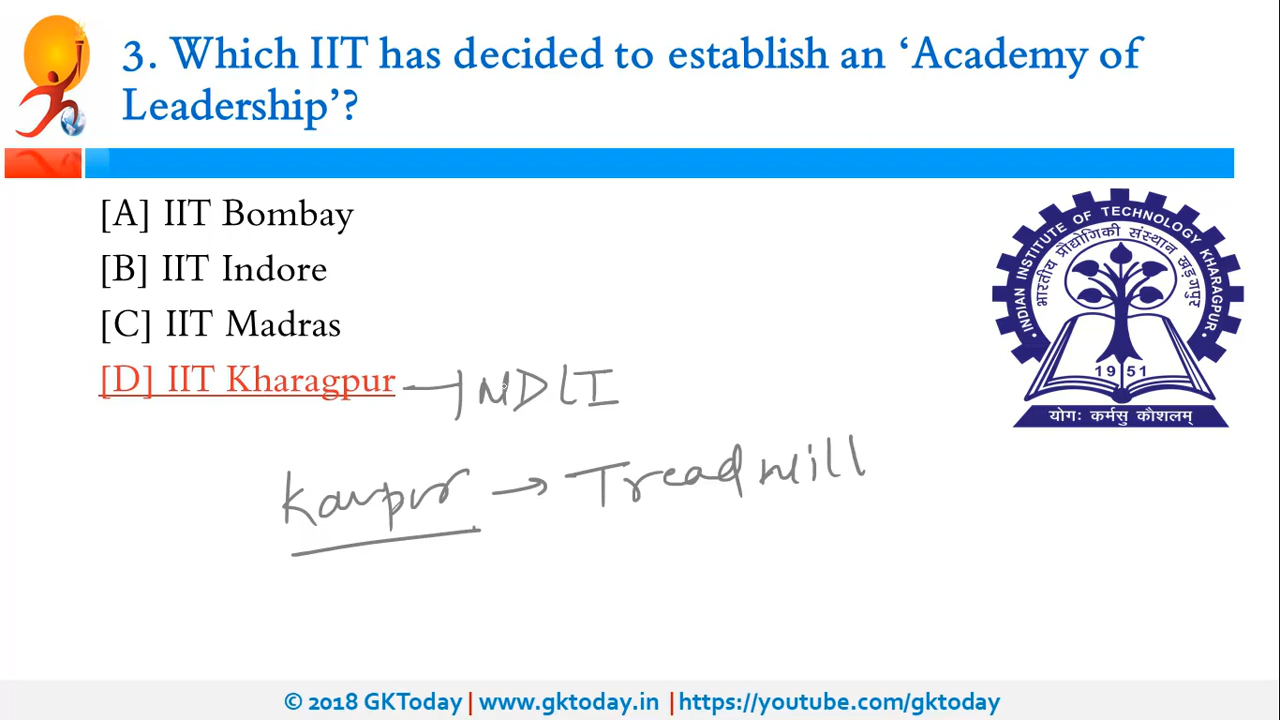 3. Which IIT has decided to establish an ‘Academy of
Leadership’?
[A] IIT Bombay
[B] IIT Indore
[C] IIT Madras
[D] IIT Kharagpur
NDLI
Kanpur → Treadmill
INDIAN INSTITUTE OF TECHNOLOGY KHARAGPUR
भारतीय प्रौद्योगिकी संस्थान खड़गपुर
1951
योगः कर्मसु कौशलम्
© 2018 GKToday | www.gktoday.in | https://youtube.com/gktoday